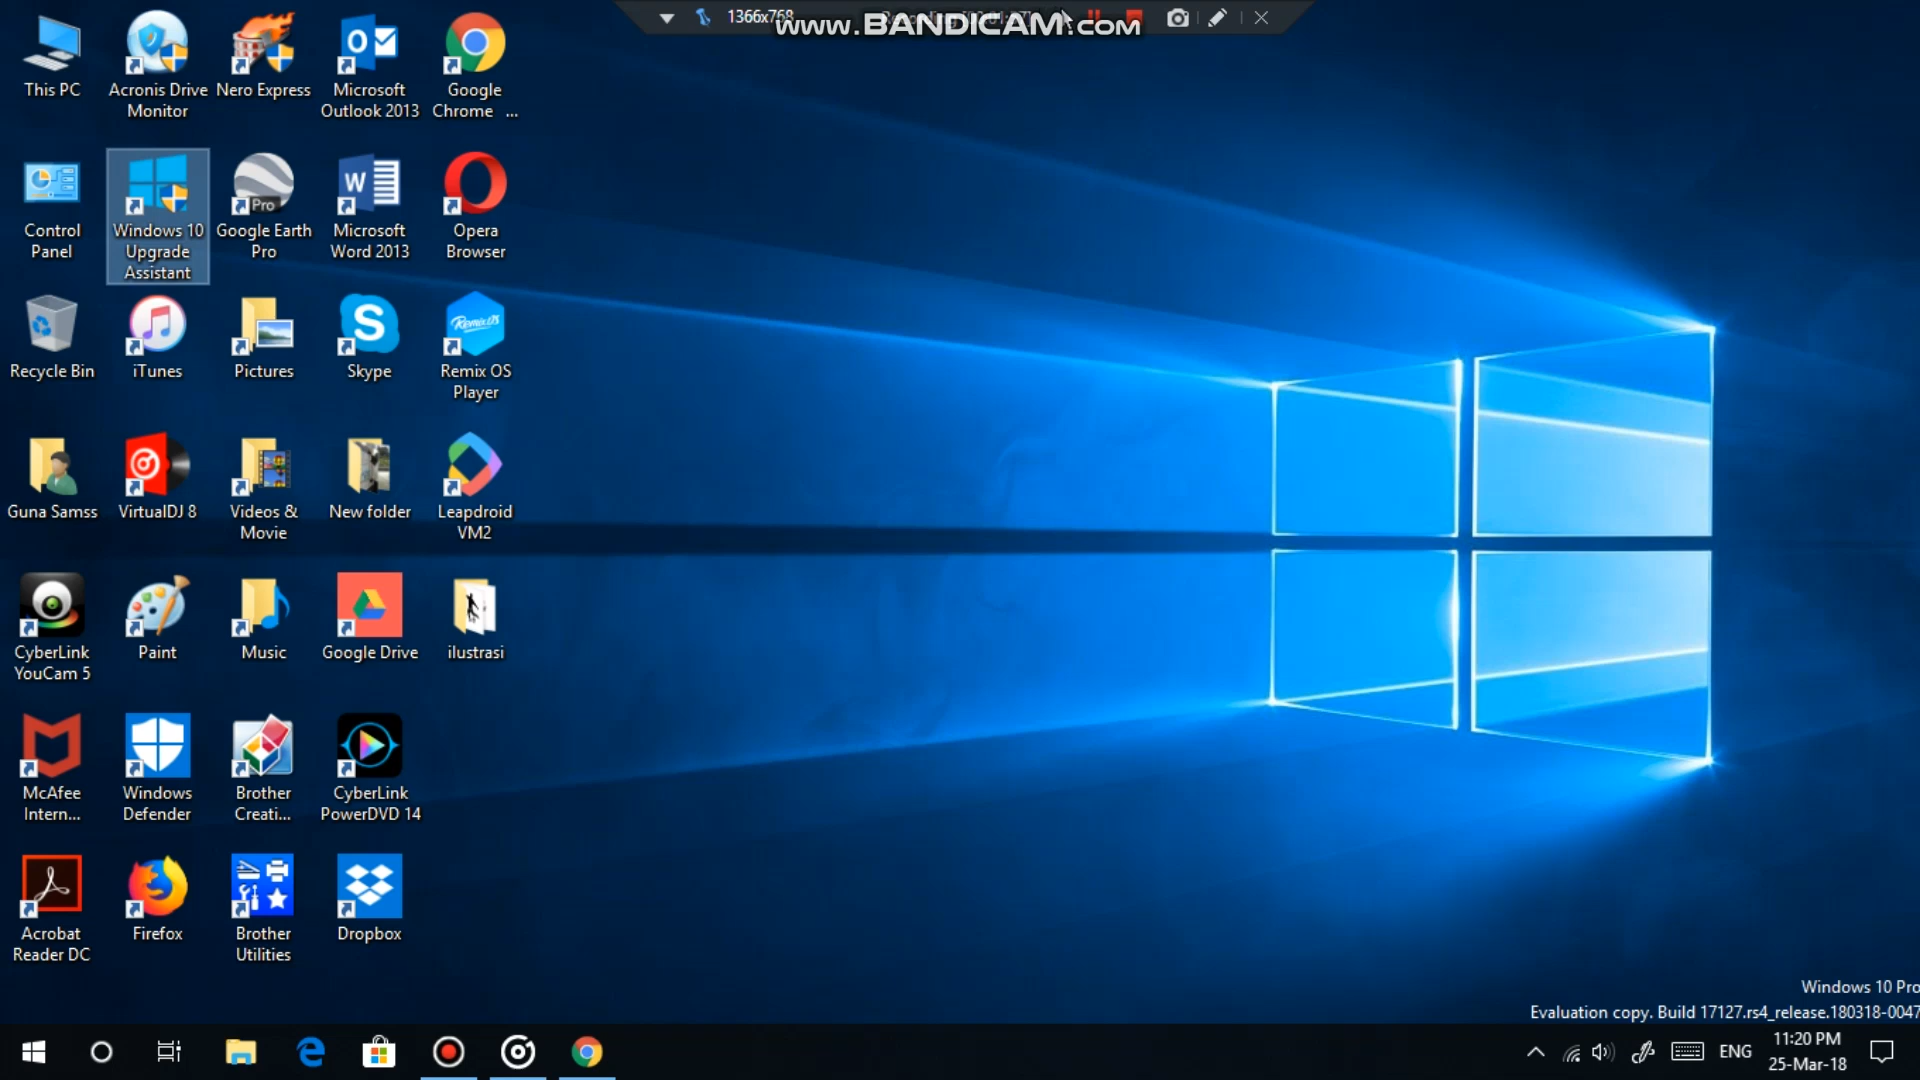 1366x768
www.BANDICAM.com
This PC
Acronis Drive
Monitor
Nero Express
Microsoft
Outlook 2013
Google
Chrome ...
Control
Panel
Windows 10
Upgrade
Assistant
Pro
Google Earth
Pro
Microsoft
Word 2013
Opera
Browser
Recycle Bin
iTunes
Pictures
Skype
RemixOS
Remix OS
Player
Guna Samss
VirtualDJ 8
Videos &
Movie
New folder
Leapdroid
VM2
CyberLink
YouCam 5
Paint
Music
Google Drive
ilustrasi
McAfee
Intern...
Windows
Defender
Brother
Creati...
CyberLink
PowerDVD 14
Acrobat
Reader DC
Firefox
Brother
Utilities
Dropbox
Windows 10 Pro
Evaluation copy. Build 17127.rs4_release.180318-0047
ENG
11:20 PM
25-Mar-18